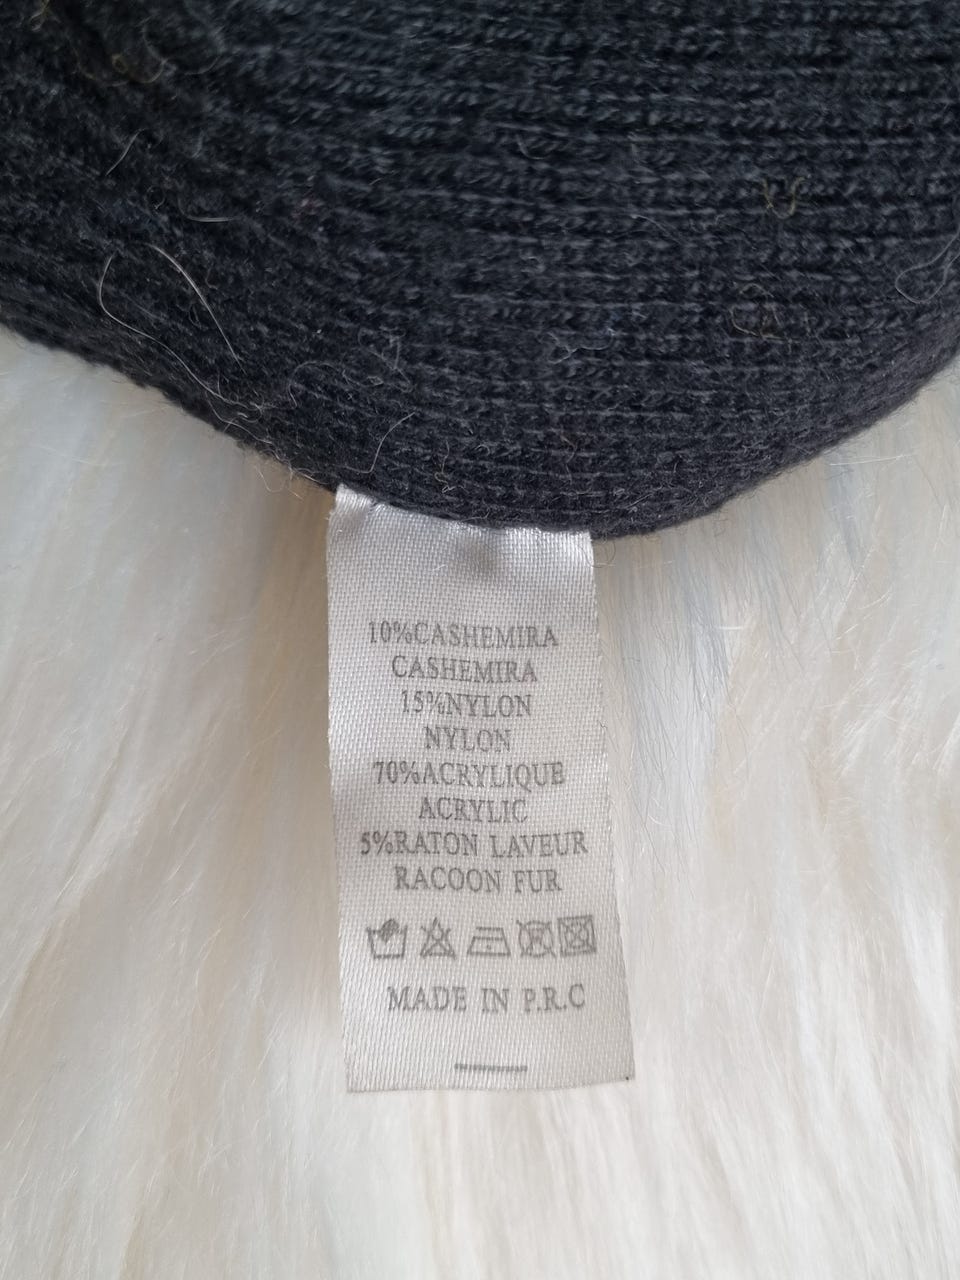 10%CASHEMIRA
CASHEMIRA
15%NYLON
NYLON
70%ACRYLIQUE
ACRYLIC
5%RATON LAVEUR
RACOON FUR
MADE IN P.R.C